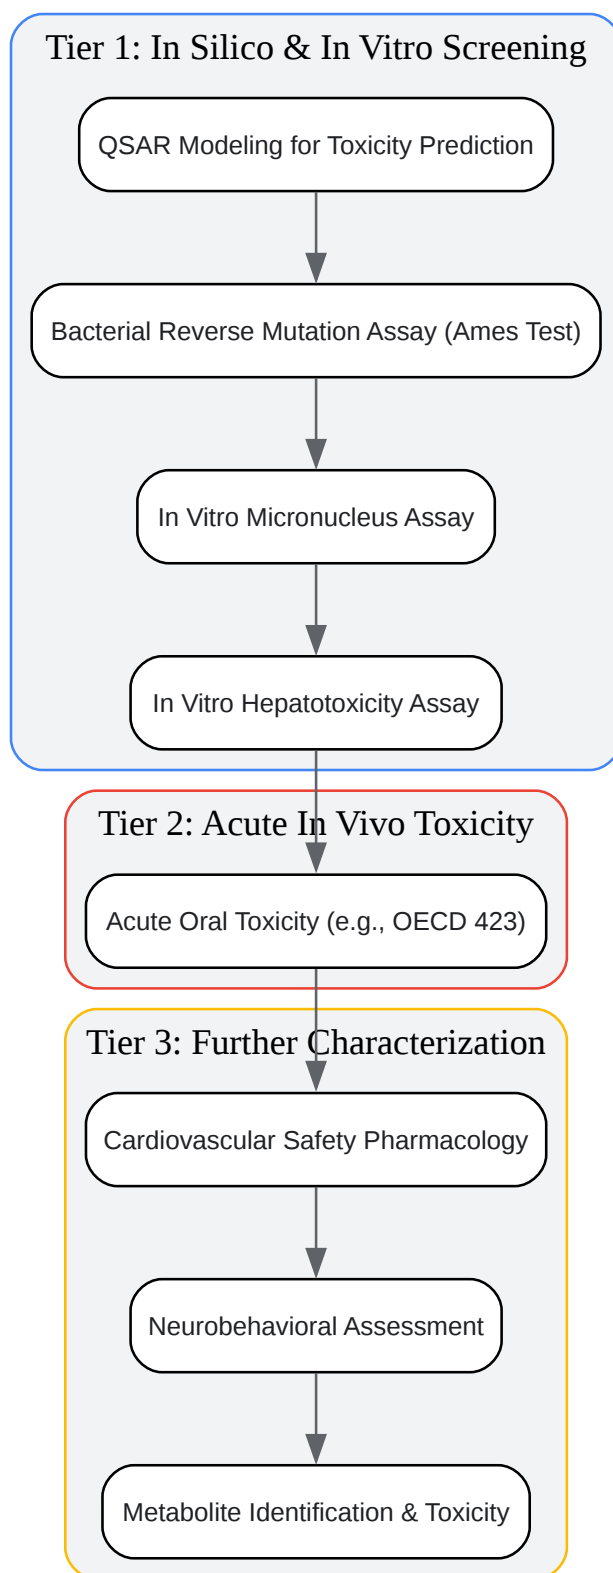 Tier 1: In Silico & In Vitro Screening
QSAR Modeling for Toxicity Prediction
Bacterial Reverse Mutation Assay (Ames Test)
In Vitro Micronucleus Assay
In Vitro Hepatotoxicity Assay
Tier 2: Acute In Vivo Toxicity
Acute Oral Toxicity (e.g., OECD 423)
Tier 3: Further Characterization
Cardiovascular Safety Pharmacology
Neurobehavioral Assessment
Metabolite Identification & Toxicity